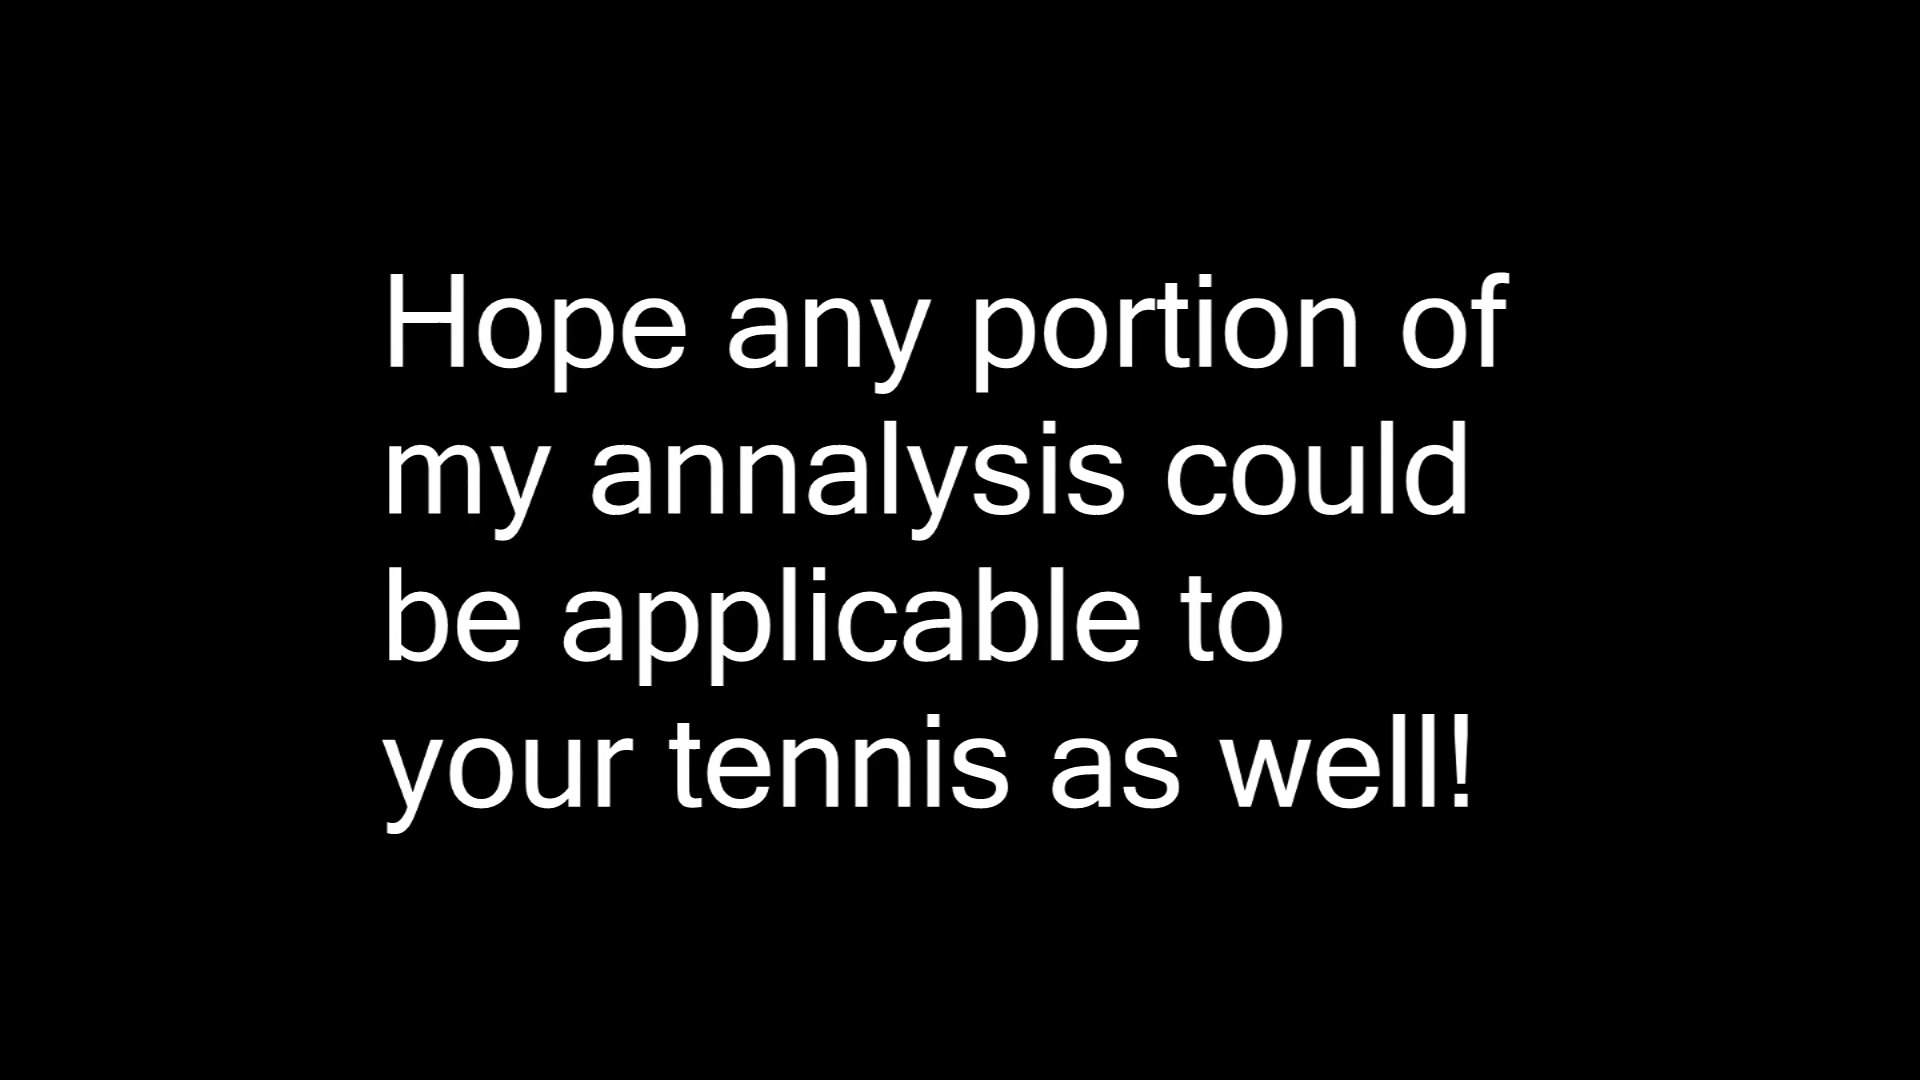 Hope any portion of
my annalysis could
be applicable to
your tennis as well!